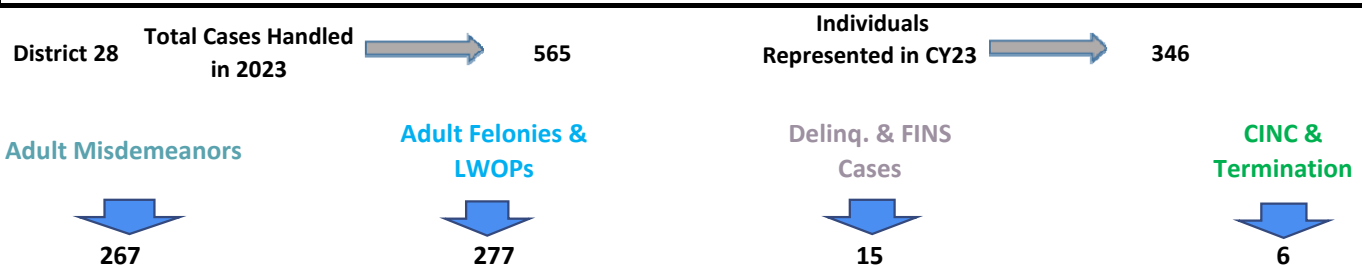 District 28
Total Cases Handled
in 2023
565
Individuals
Represented in CY23
346
Adult Misdemeanors
Adult Felonies &
LWOPs
Delinq. & FINS
Cases
CINC &
Termination
267
277
15
6